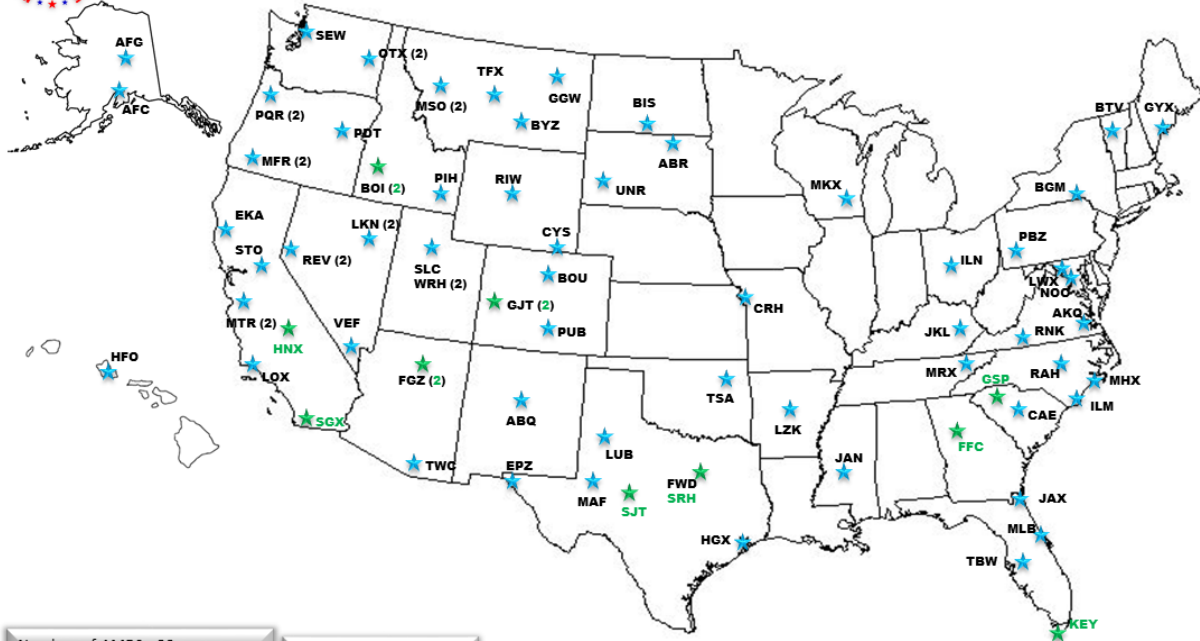 AFG
SEW
OTX (2)
AFC
PQR (2)
MSO (2)
TFX
GGW
BYZ
BIS
PDT
MFR (2)
BOI (2)
PIH
RIW
ABR
UNR
MKX
BTV
GYX
BGM
EKA
STO
LKN (2)
REV (2)
CYS
SLC
WRH (2)
BOU
GJT (2)
PUB
PBZ
ILN
LWX
NOC
AKQ
MTR (2)
HNX
VEF
CRH
JKL
RNK
HFO
LOX
FGZ (2)
TSA
MRX
RAH
GSP
MHX
SGX
ABQ
LZK
CAE
ILM
TWC
EPZ
LUB
FFC
MAF
SJT
FWD
SRH
JAN
JAX
HGX
MLB
TBW
KEY